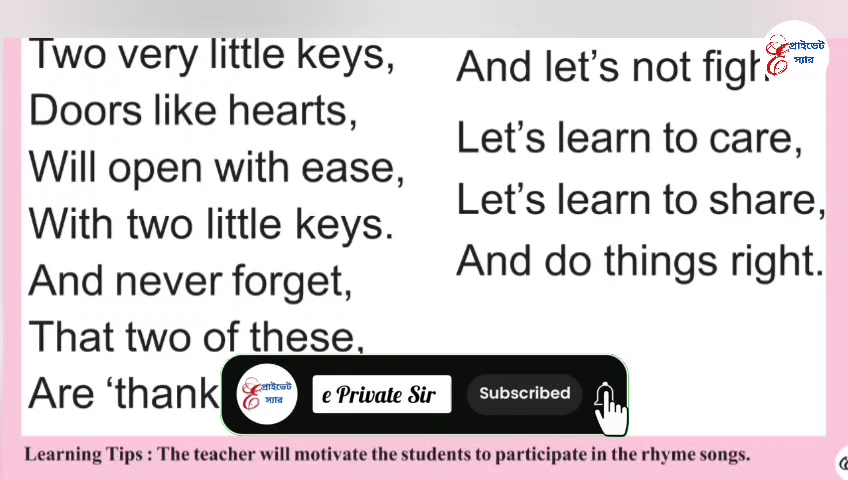 Two very little keys,
Doors like hearts,
Will open with ease,
With two little keys.
And never forget,
That two of these,
Are ‘thank
And let’s not figh
Let’s learn to care,
Let’s learn to share,
And do things right.
প্রাইভেট
স্যার
প্রাইভেট
স্যার
e Private Sir
Subscribed
Learning Tips : The teacher will motivate the students to participate in the rhyme songs.